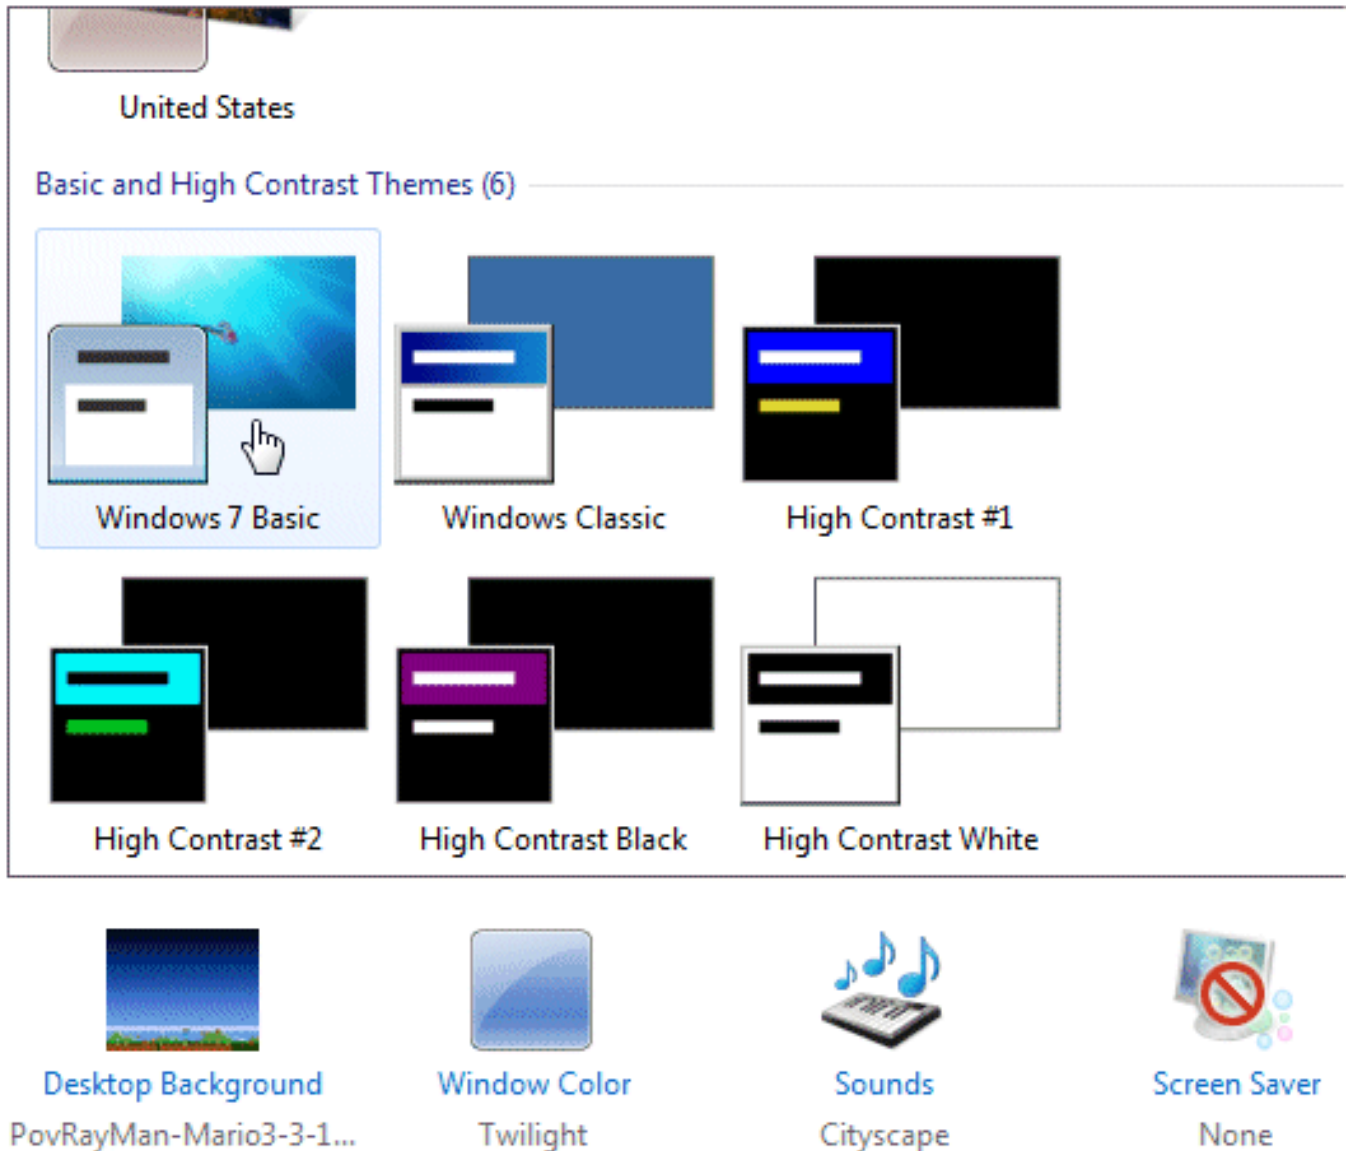 United States
Basic and High Contrast Themes (6)
Windows 7 Basic
Windows Classic
High Contrast #1
High Contrast #2
High Contrast Black
High Contrast White
Desktop Background
Window Color
Sounds
Screen Saver
PovRayMan-Mario3-3-1...
Twilight
Cityscape
None